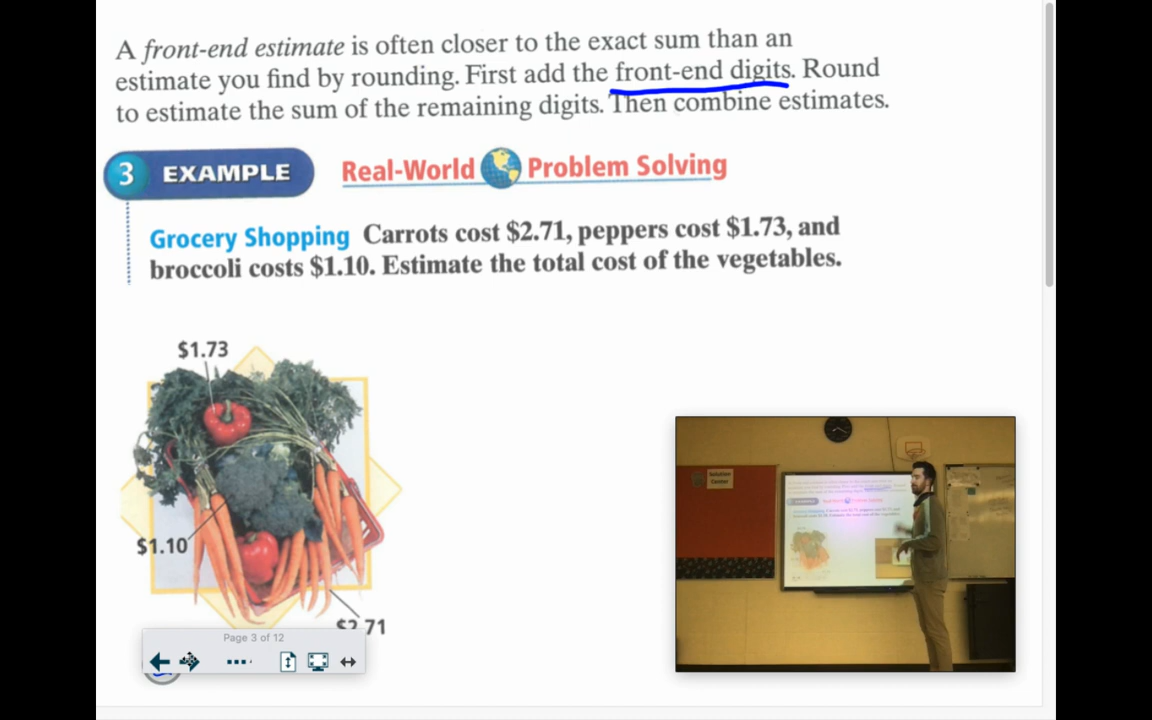 A front-end estimate is often closer to the exact sum than an
estimate you find by rounding. First add the front-end digits. Round
to estimate the sum of the remaining digits. Then combine estimates.
3 EXAMPLE Real-World Problem Solving
Grocery Shopping Carrots cost $2.71, peppers cost $1.73, and
broccoli costs $1.10. Estimate the total cost of the vegetables.
$1.73
$1.10
$2.71
Page 3 of 12
Solution
Center